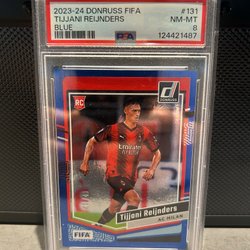 2023-24 DONRUSS FIFA #131
TIJJANI REIJNDERS NM-MT
BLUE PSA 8
124421487
DONRUSS
RC
Tijjani Reijnders
AC MILAN
FIFA